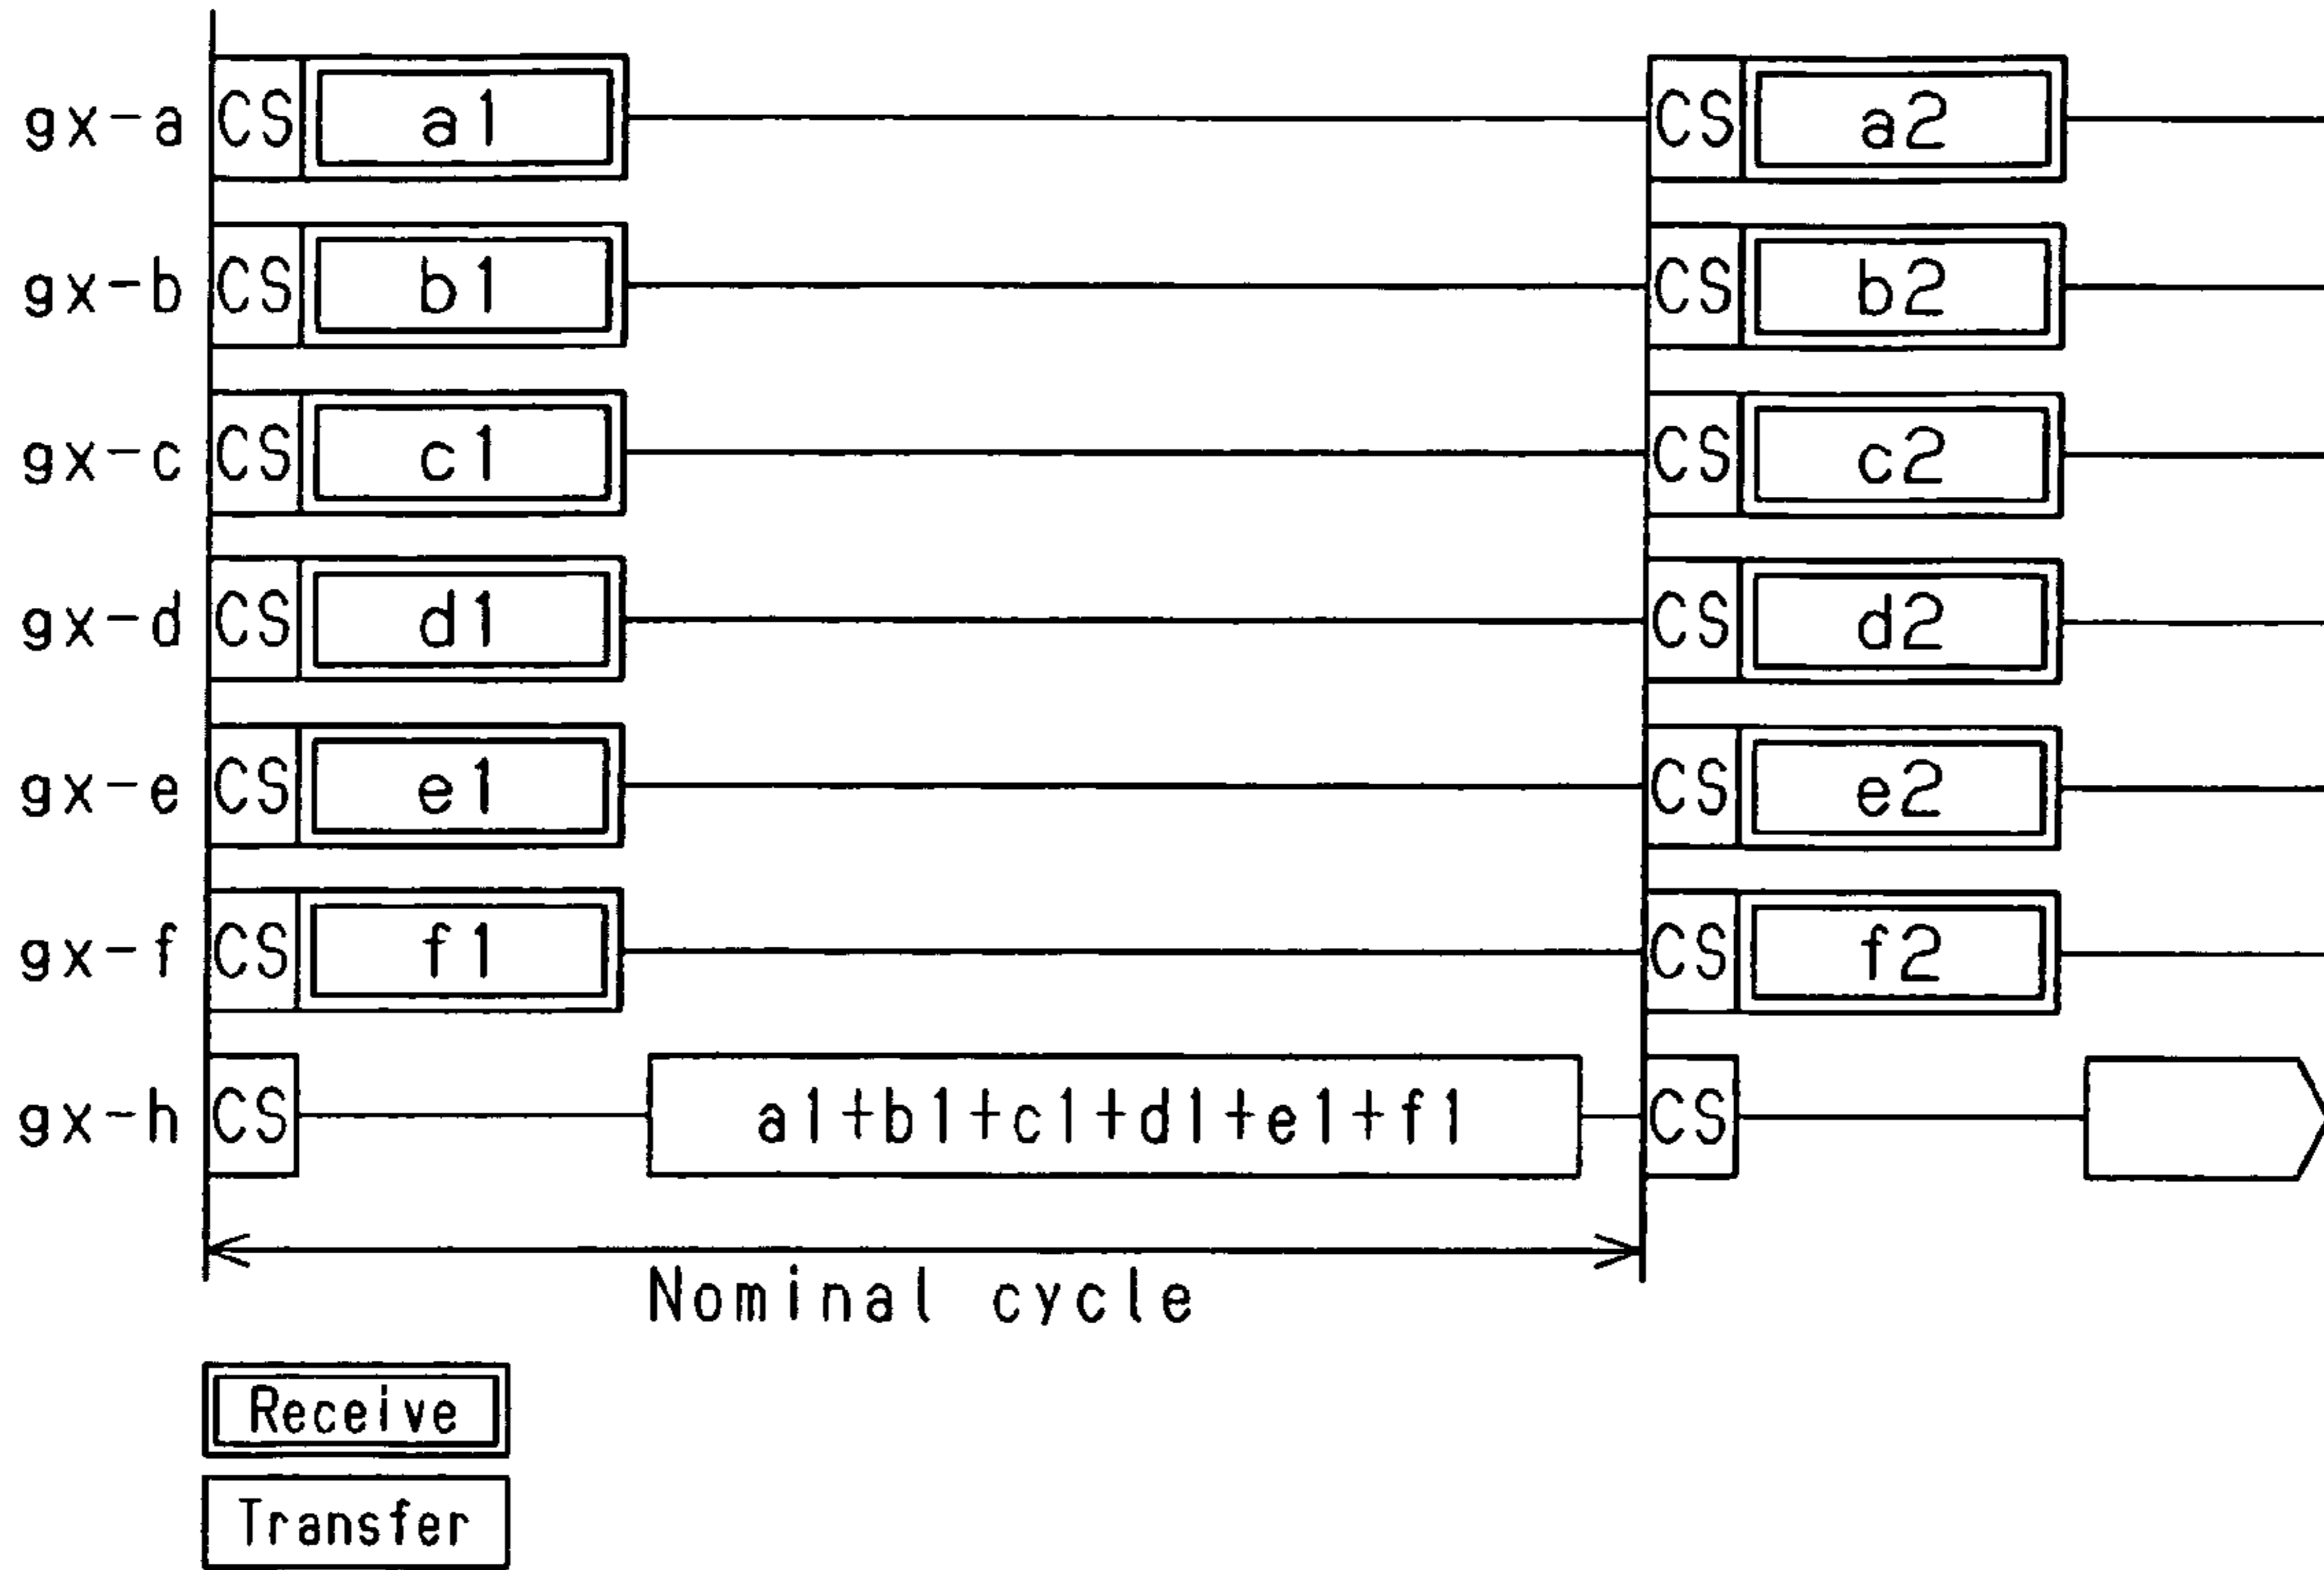 gx-a CS a1 CS a2
gx-b CS b1 CS b2
gx-c CS c1 CS c2
gx-d CS d1 CS d2
gx-e CS e1 CS e2
gx-f CS f1 CS f2
gx-h CS a1+b1+c1+d1+e1+f1 CS
Nominal cycle
Receive
Transfer